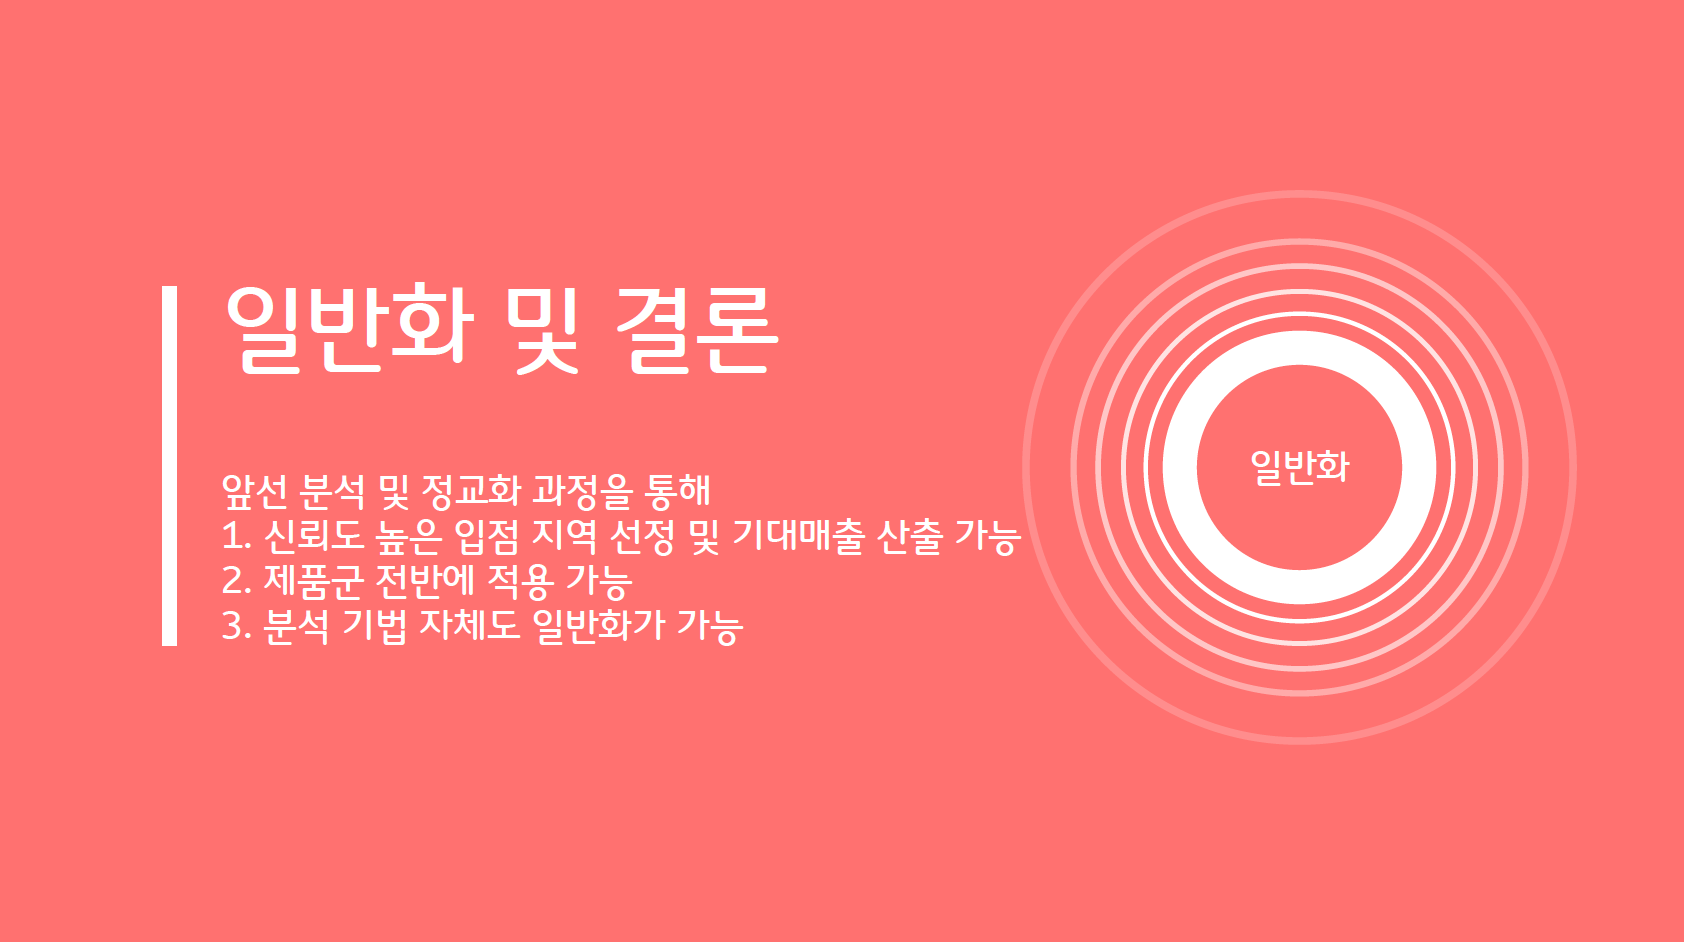 일반화 및 결론
앞선 분석 및 정교화 과정을 통해
1. 신뢰도 높은 입점 지역 선정 및 기대매출 산출 가능
2. 제품군 전반에 적용 가능
3. 분석 기법 자체도 일반화가 가능
일반화